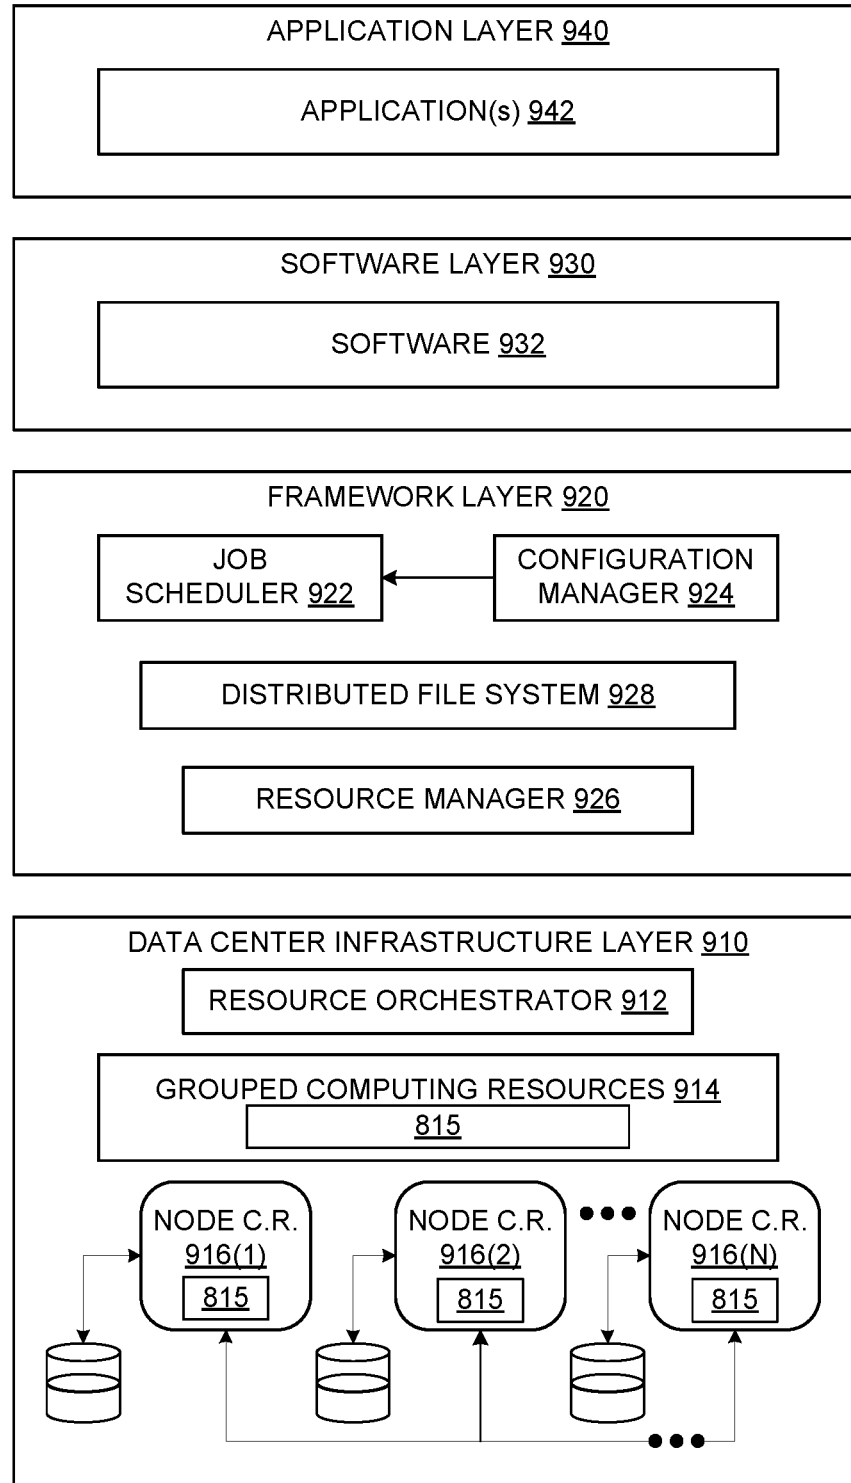 APPLICATION LAYER 940
APPLICATION(s) 942
SOFTWARE LAYER 930
SOFTWARE 932
FRAMEWORK LAYER 920
JOB
SCHEDULER 922
CONFIGURATION
MANAGER 924
DISTRIBUTED FILE SYSTEM 928
RESOURCE MANAGER 926
DATA CENTER INFRASTRUCTURE LAYER 910
RESOURCE ORCHESTRATOR 912
GROUPED COMPUTING RESOURCES 914
815
NODE C.R.
916(1)
815
NODE C.R.
916(2)
815
NODE C.R.
916(N)
815